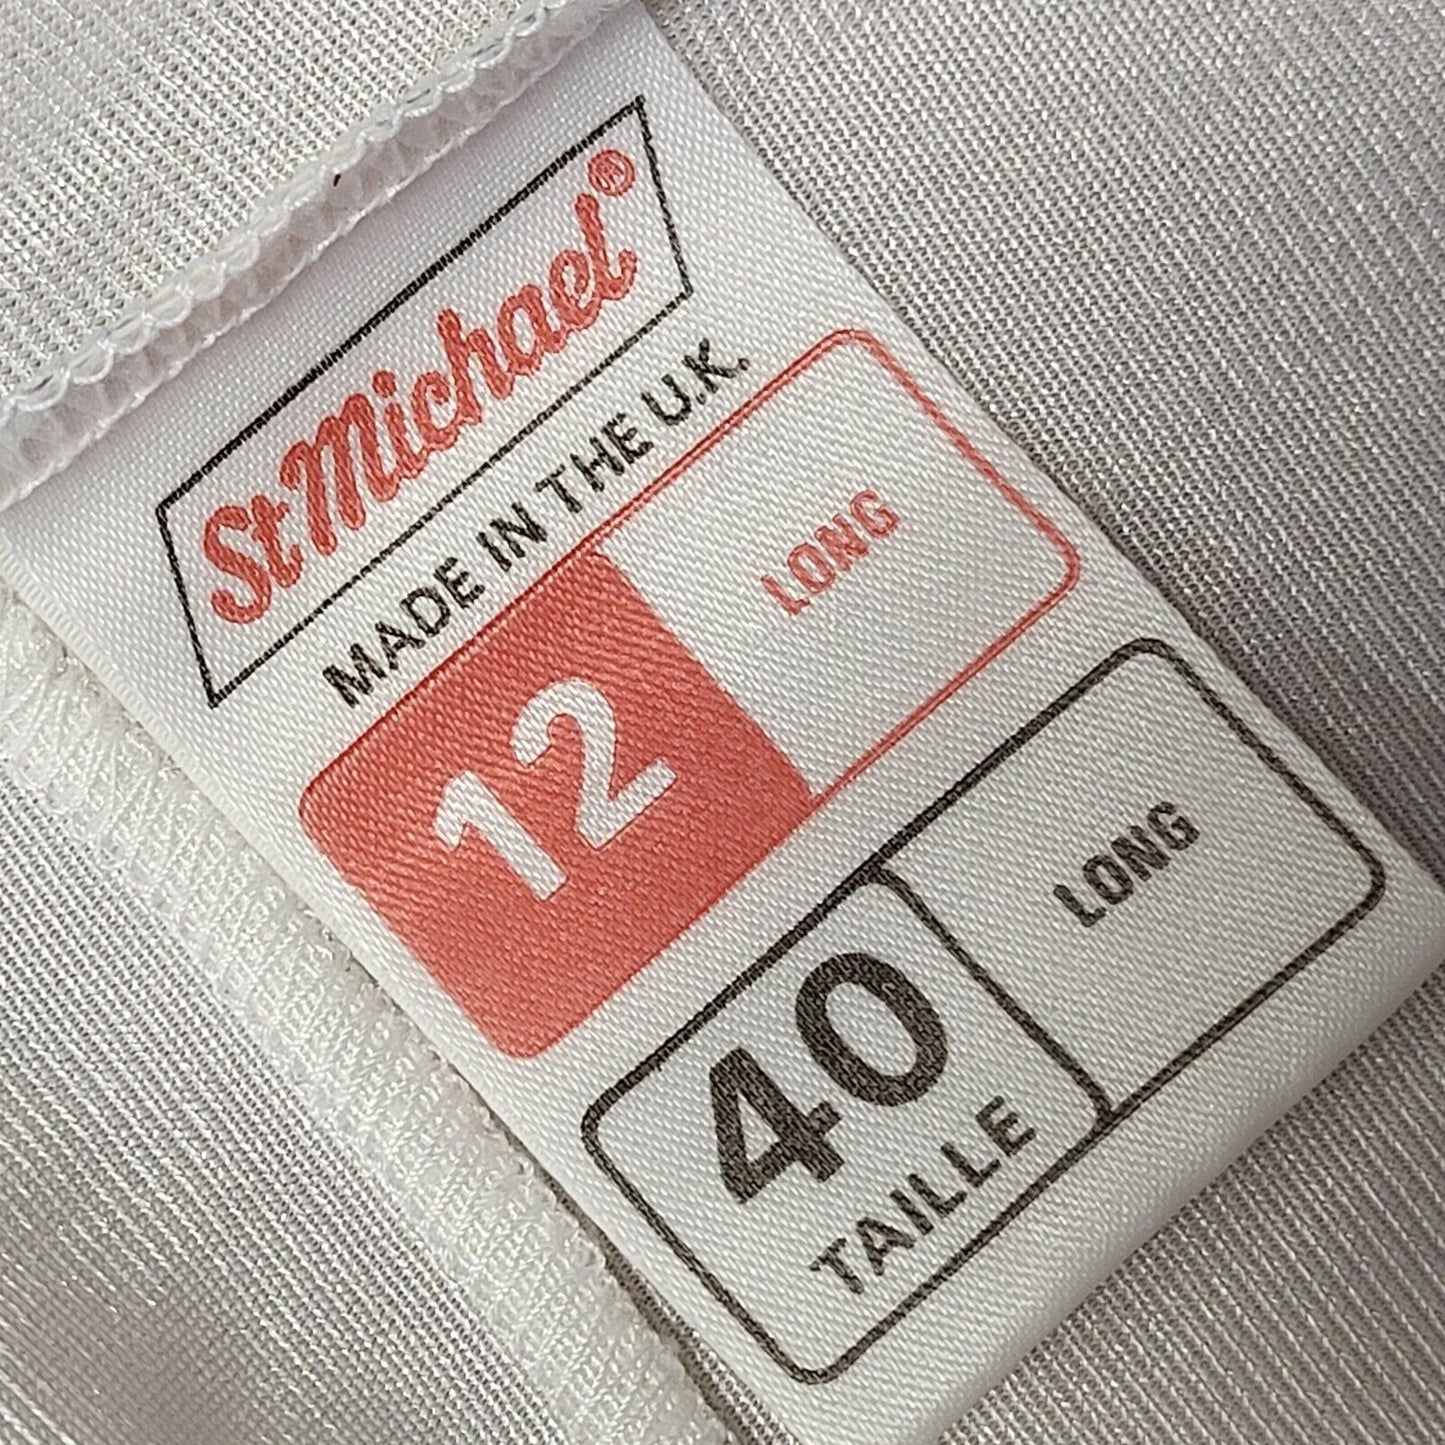 St Michael®
MADE IN THE U.K.
12 LONG
40 LONG
TAILLE